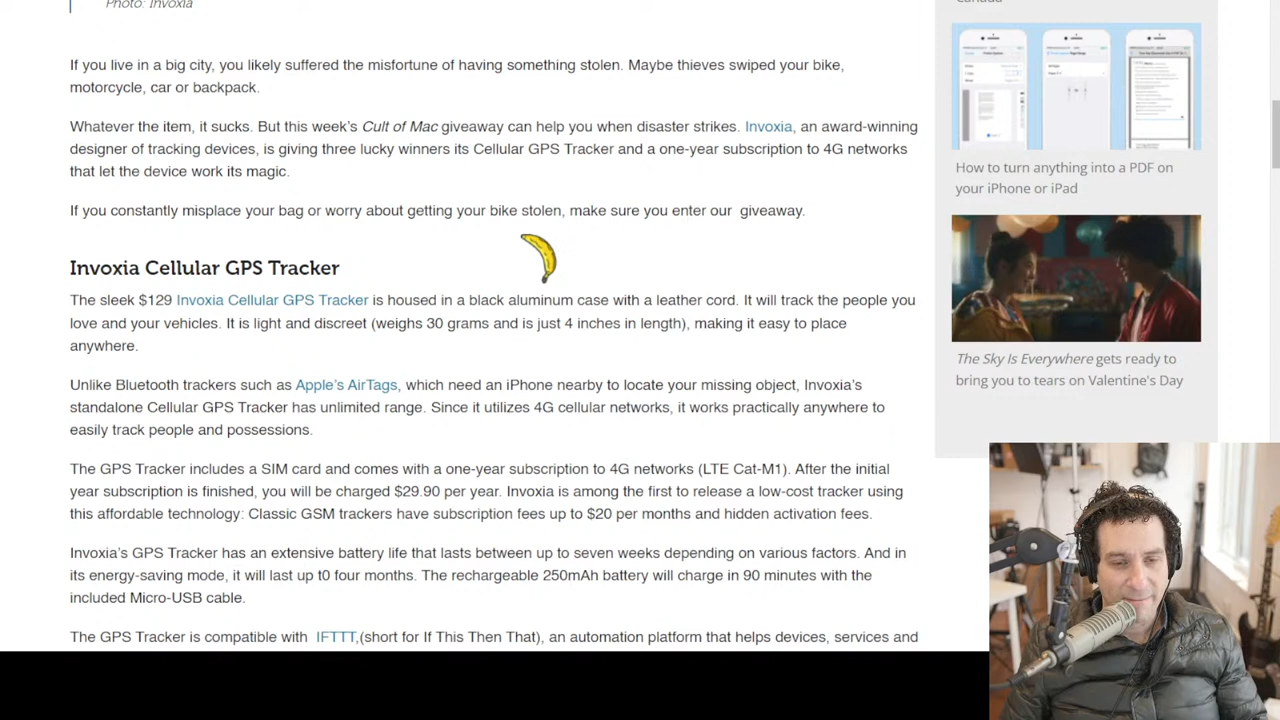 Photo: Invoxia
If you live in a big city, you likely suffered the misfortune of having something stolen. Maybe thieves swiped your bike,
motorcycle, car or backpack.
Whatever the item, it sucks. But this week's Cult of Mac giveaway can help you when disaster strikes. Invoxia, an award-winning
designer of tracking devices, is giving three lucky winners its Cellular GPS Tracker and a one-year subscription to 4G networks
that let the device work its magic.
If you constantly misplace your bag or worry about getting your bike stolen, make sure you enter our giveaway.
Invoxia Cellular GPS Tracker
The sleek $129 Invoxia Cellular GPS Tracker is housed in a black aluminum case with a leather cord. It will track the people you
love and your vehicles. It is light and discreet (weighs 30 grams and is just 4 inches in length), making it easy to place
anywhere.
Unlike Bluetooth trackers such as Apple's AirTags, which need an iPhone nearby to locate your missing object, Invoxia's
standalone Cellular GPS Tracker has unlimited range. Since it utilizes 4G cellular networks, it works practically anywhere to
easily track people and possessions.
The GPS Tracker includes a SIM card and comes with a one-year subscription to 4G networks (LTE Cat-M1). After the initial
year subscription is finished, you will be charged $29.90 per year. Invoxia is among the first to release a low-cost tracker using
this affordable technology: Classic GSM trackers have subscription fees up to $20 per months and hidden activation fees.
Invoxia's GPS Tracker has an extensive battery life that lasts between up to seven weeks depending on various factors. And in
its energy-saving mode, it will last up t0 four months. The rechargeable 250mAh battery will charge in 90 minutes with the
included Micro-USB cable.
The GPS Tracker is compatible with IFTTT,(short for If This Then That), an automation platform that helps devices, services and
How to turn anything into a PDF on
your iPhone or iPad
The Sky Is Everywhere gets ready to
bring you to tears on Valentine's Day